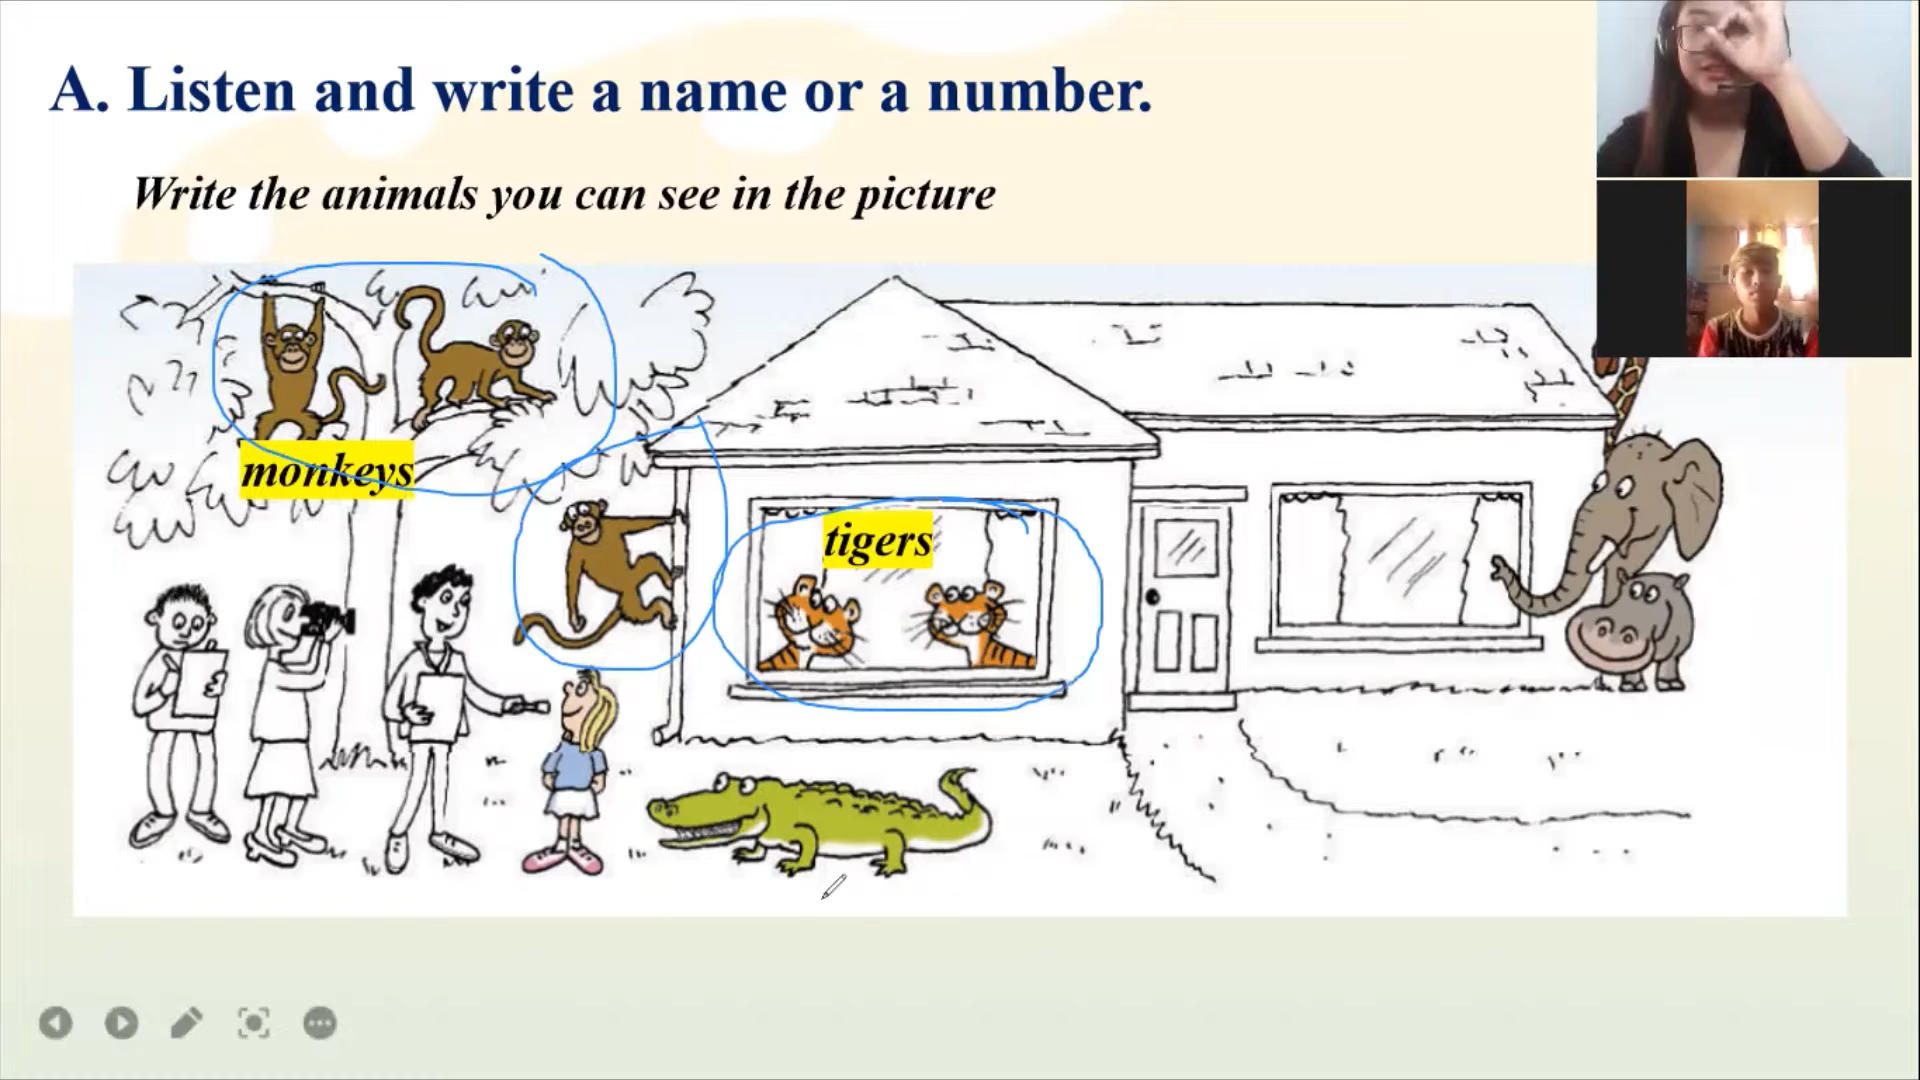 A. Listen and write a name or a number.
Write the animals you can see in the picture
monkeys
tigers